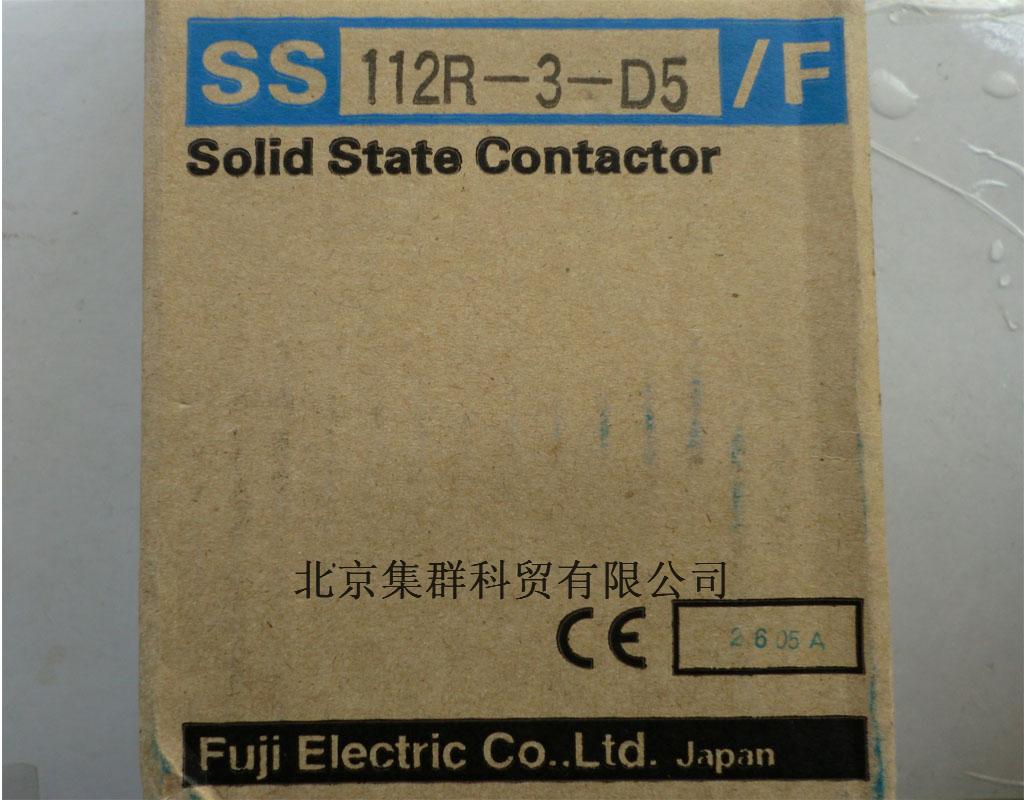 SS 112R-3-D5 /F
Solid State Contactor
北京集群科贸有限公司
CE 2605A
Fuji Electric Co.,Ltd. Japan